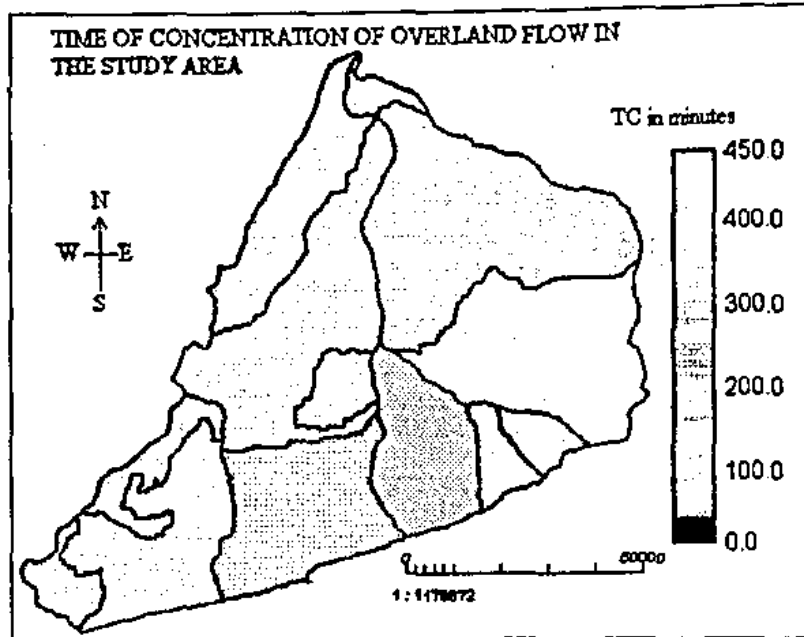 TIME OF CONCENTRATION OF OVERLAND FLOW IN
THE STUDY AREA
TC in minutes
450.0
400.0
300.0
200.0
100.0
0.0
N
W E
S
0 50000